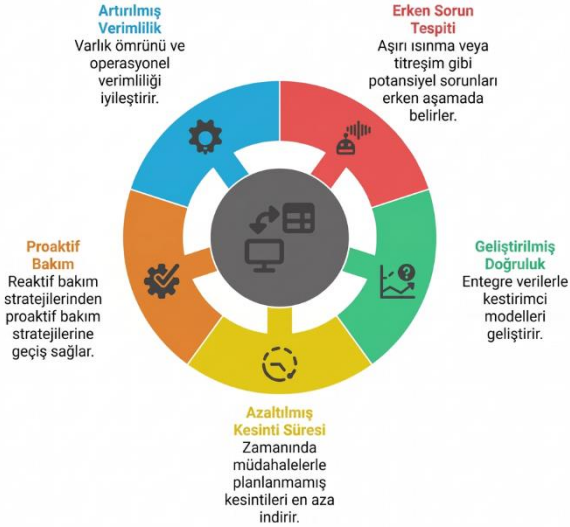 Artırılmış
Verimlilik
Varlık ömrünü ve
operasyonel
verimliliği
iyileştirir.
Erken Sorun
Tespiti
Aşırı ısınma veya
titreşim gibi
potansiyel sorunları
erken aşamada
belirler.
Geliştirilmiş
Doğruluk
Entegre verilerle
kestirimci
modelleri
geliştirir.
Azaltılmış
Kesinti Süresi
Zamanında
müdahalelerle
planlanmamış
kesintileri en aza
indirir.
Proaktif
Bakım
Reaktif bakım
stratejilerinden
proaktif bakım
stratejilerine
geçiş sağlar.